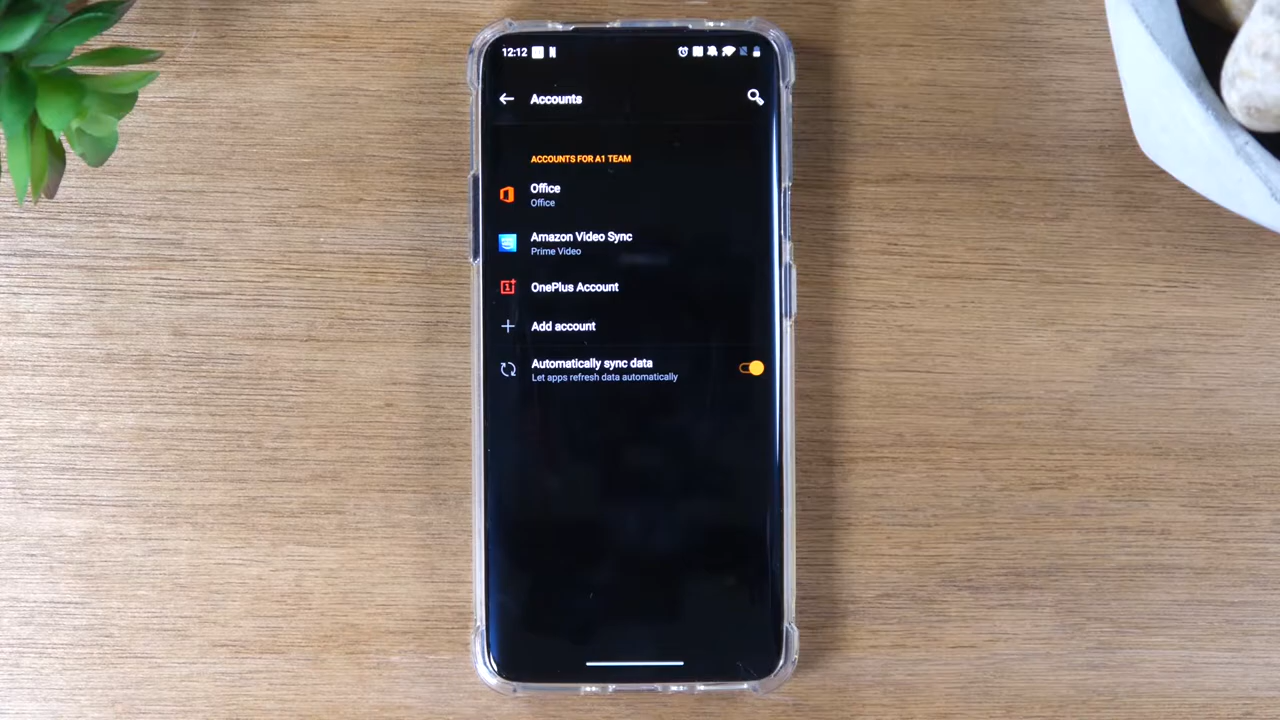 12:12
Accounts
ACCOUNTS FOR A1 TEAM
Office
Office
Amazon Video Sync
Prime Video
OnePlus Account
Add account
Automatically sync data
Let apps refresh data automatically